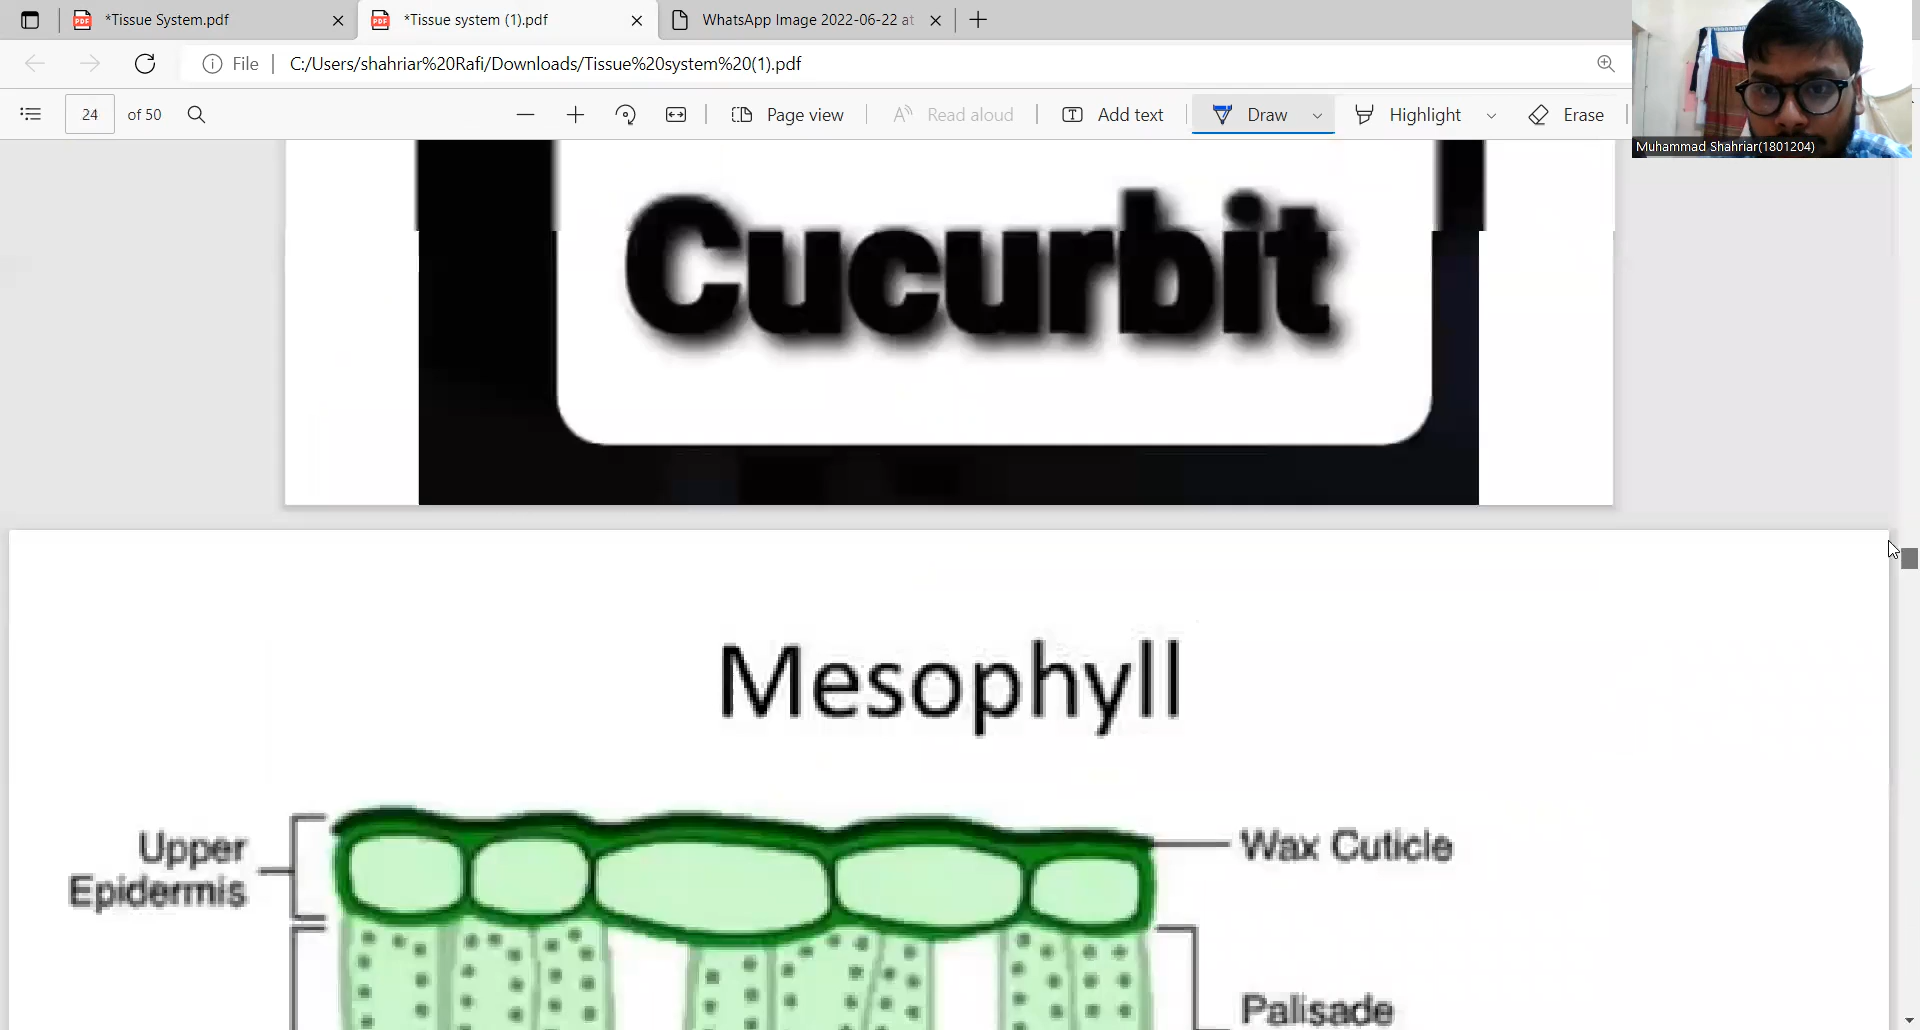 *Tissue System.pdf
*Tissue system (1).pdf
WhatsApp Image 2022-06-22 at
File
C:/Users/shahriar%20Rafi/Downloads/Tissue%20system%20(1).pdf
24 of 50
Page view
Read aloud
Add text
Draw
Highlight
Erase
Muhammad Shahriar(1801204)
Cucurbit
Mesophyll
Upper
Epidermis
Wax Cuticle
Palisade